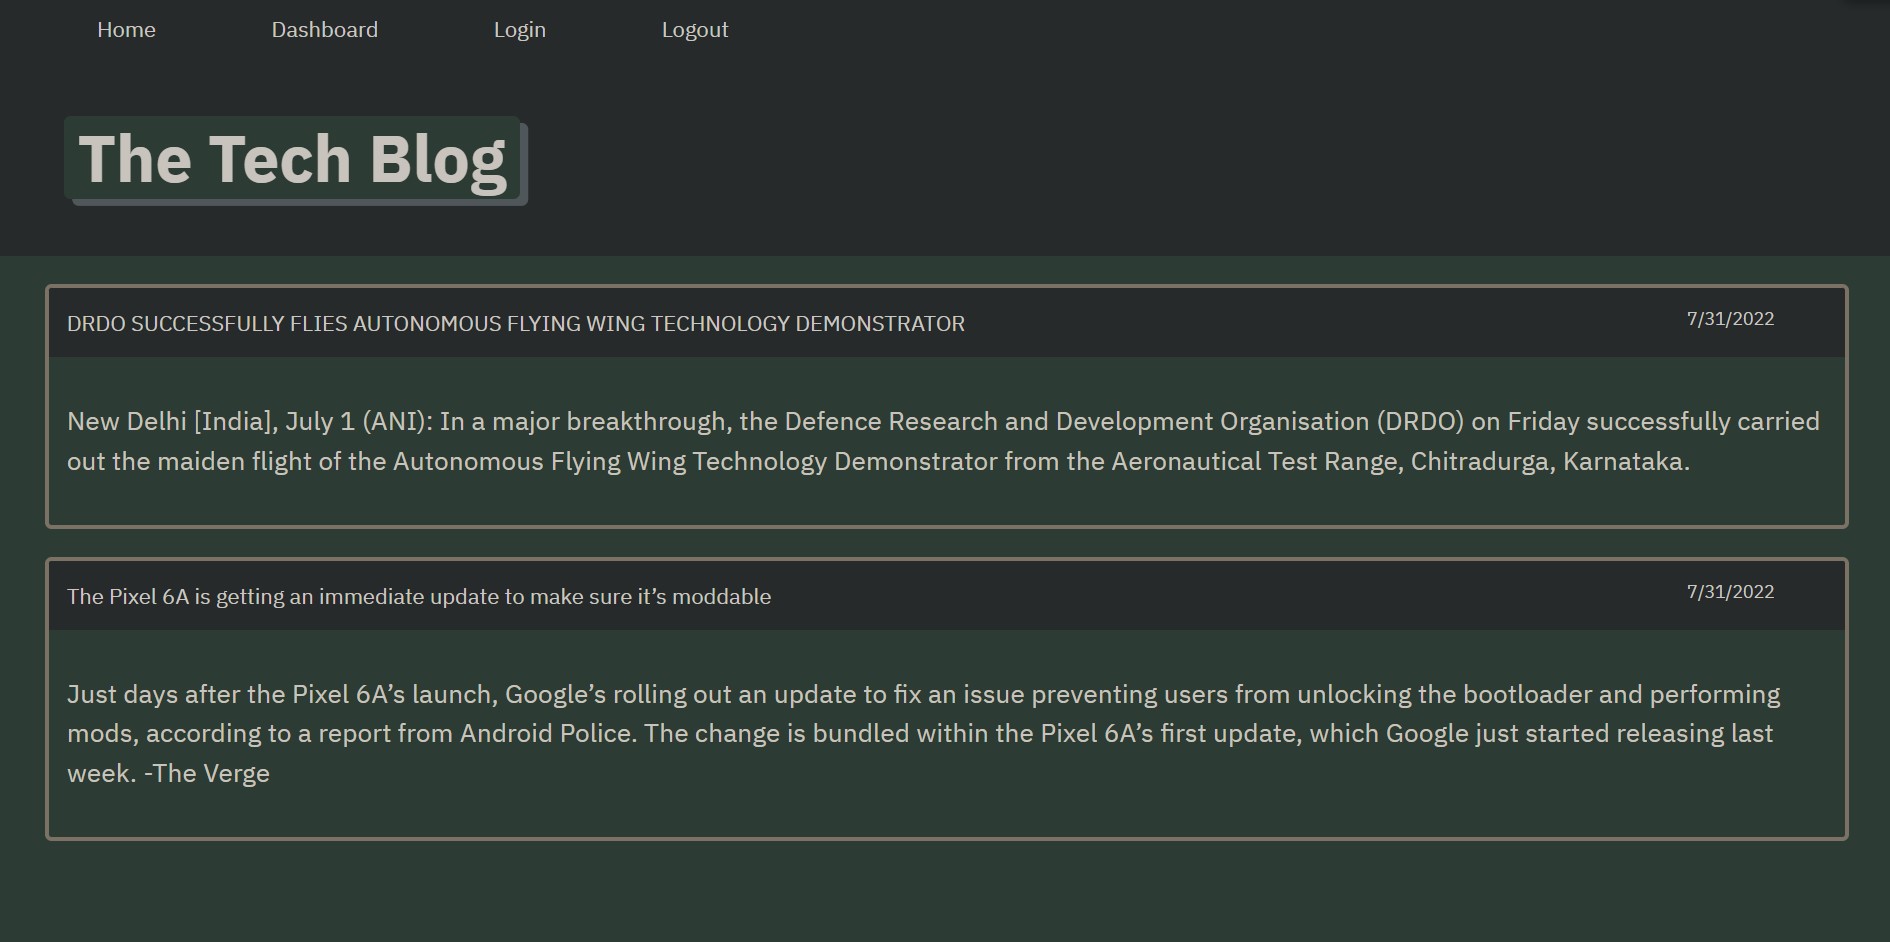 Home Dashboard Login Logout
The Tech Blog
DRDO SUCCESSFULLY FLIES AUTONOMOUS FLYING WING TECHNOLOGY DEMONSTRATOR 7/31/2022
New Delhi [India], July 1 (ANI): In a major breakthrough, the Defence Research and Development Organisation (DRDO) on Friday successfully carried
out the maiden flight of the Autonomous Flying Wing Technology Demonstrator from the Aeronautical Test Range, Chitradurga, Karnataka.
The Pixel 6A is getting an immediate update to make sure it’s moddable 7/31/2022
Just days after the Pixel 6A’s launch, Google’s rolling out an update to fix an issue preventing users from unlocking the bootloader and performing
mods, according to a report from Android Police. The change is bundled within the Pixel 6A’s first update, which Google just started releasing last
week. -The Verge